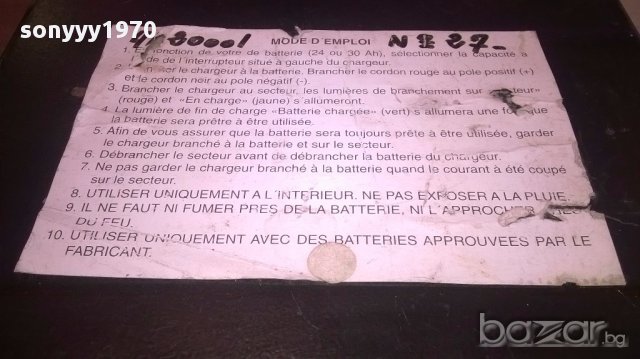 sonyyy1970
MODE D'EMPLOI
de votre de batterie (24 ou 30 Ah), sélectionner la capacité à
de l'interrupteur situé à gauche du chargeur.
le chargeur à la batterie. Brancher le cordon rouge au pole positif (+)
et le cordon noir au pole négatif (-).
3. Brancher le chargeur au secteur, les lumières de branchement sur
(rouge) et «En charge» (jaune) s'allumeront.
4. La lumière de fin de charge «Batterie chargée» (vert) s allumera une
la batterie sera prêtre à être utilisée.
5. Afin de vous assurer que la batterie sera toujours prête à être utilisée, garder
le chargeur branché à la batterie et sur le secteur.
6. Débrancher le secteur avant de débrancher la batterie du chargeur.
7. Ne pas garder le chargeur branché à la batterie quand le courant à été coupé
sur le secteur.
8. UTILISER UNIQUEMENT A L'INTERIEUR. NE PAS EXPOSER A LA PLUIE.
9. IL NE FAUT NI FUMER PRES DE LA BATTERIE, NI L'APPROCHER
DU FEU.
10. UTILISER UNIQUEMENT AVEC DES BATTERIES APPROUVEES PAR LE
FABRICANT.
bazar.bg